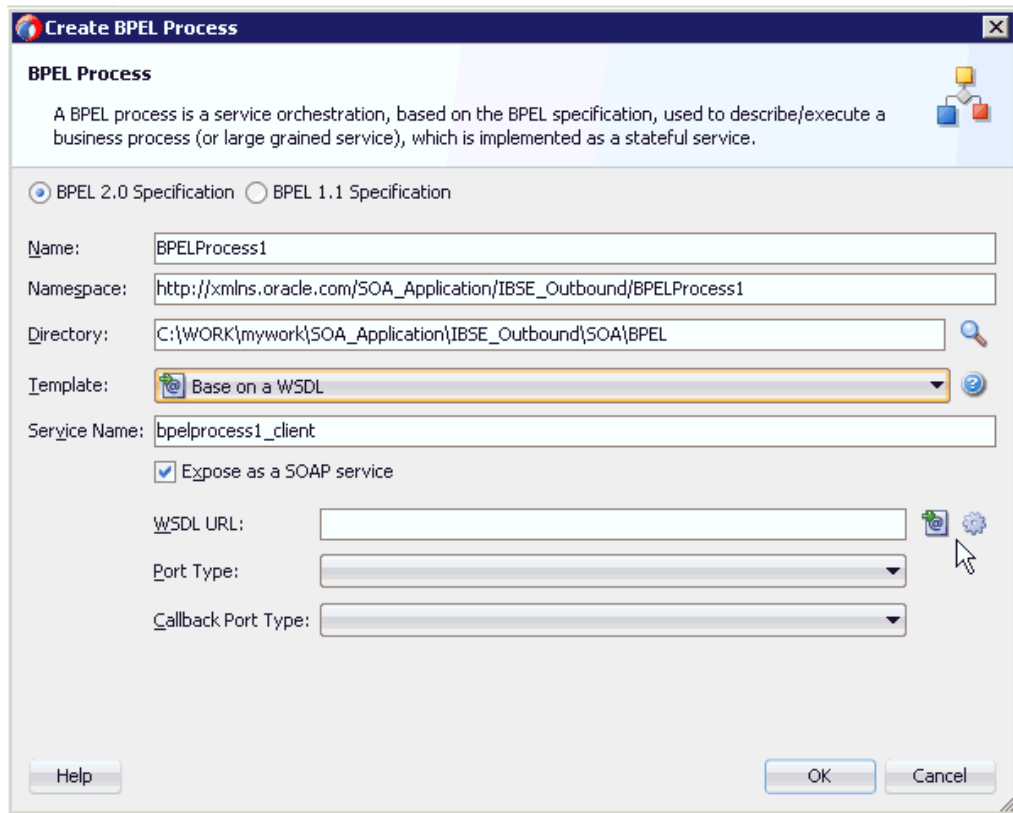 Create BPEL Process
BPEL Process
A BPEL process is a service orchestration, based on the BPEL specification, used to describe/execute a
business process (or large grained service), which is implemented as a stateful service.
BPEL 2.0 Specification BPEL 1.1 Specification
Name: BPELProcess1
Namespace: http://xmlns.oracle.com/SOA_Application/IBSE_Outbound/BPELProcess1
Directory: C:\WORK\mywork\SOA_Application\IBSE_Outbound\SOA\BPEL
Template: Base on a WSDL
Service Name: bpelprocess1_client
Expose as a SOAP service
WSDL URL:
Port Type:
Callback Port Type:
Help OK Cancel